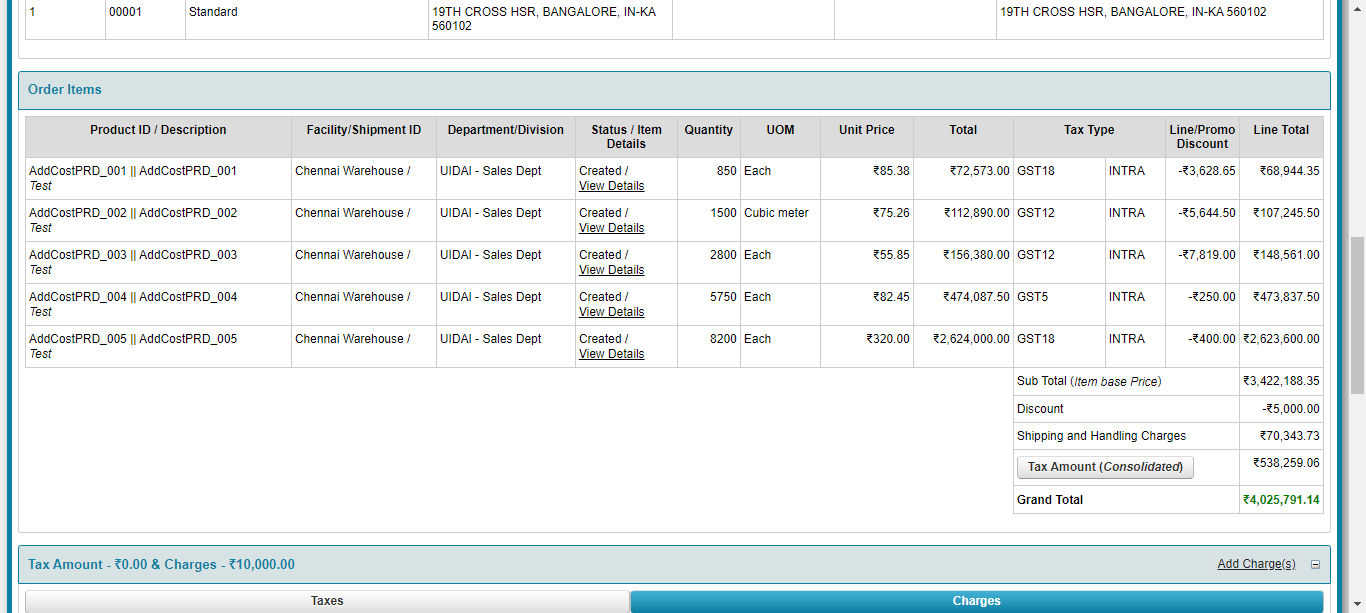 1 00001 Standard 19TH CROSS HSR, BANGALORE, IN-KA 19TH CROSS HSR, BANGALORE, IN-KA 560102
560102
Order Items
Product ID / Description Facility/Shipment ID Department/Division Status / Item Quantity UOM Unit Price Total Tax Type Line/Promo Line Total
Details Discount
AddCostPRD_001 || AddCostPRD_001 Chennai Warehouse / UIDAI - Sales Dept Created / 850 Each ₹85.38 ₹72,573.00 GST18 INTRA -₹3,628.65 ₹68,944.35
Test View Details
AddCostPRD_002 || AddCostPRD_002 Chennai Warehouse / UIDAI - Sales Dept Created / 1500 Cubic meter ₹75.26 ₹112,890.00 GST12 INTRA -₹5,644.50 ₹107,245.50
Test View Details
AddCostPRD_003 || AddCostPRD_003 Chennai Warehouse / UIDAI - Sales Dept Created / 2800 Each ₹55.85 ₹156,380.00 GST12 INTRA -₹7,819.00 ₹148,561.00
Test View Details
AddCostPRD_004 || AddCostPRD_004 Chennai Warehouse / UIDAI - Sales Dept Created / 5750 Each ₹82.45 ₹474,087.50 GST5 INTRA -₹250.00 ₹473,837.50
Test View Details
AddCostPRD_005 || AddCostPRD_005 Chennai Warehouse / UIDAI - Sales Dept Created / 8200 Each ₹320.00 ₹2,624,000.00 GST18 INTRA -₹400.00 ₹2,623,600.00
Test View Details
Sub Total (Item base Price) ₹3,422,188.35
Discount -₹5,000.00
Shipping and Handling Charges ₹70,343.73
Tax Amount (Consolidated) ₹538,259.06
Grand Total ₹4,025,791.14
Tax Amount - ₹0.00 & Charges - ₹10,000.00 Add Charge(s)
Taxes Charges